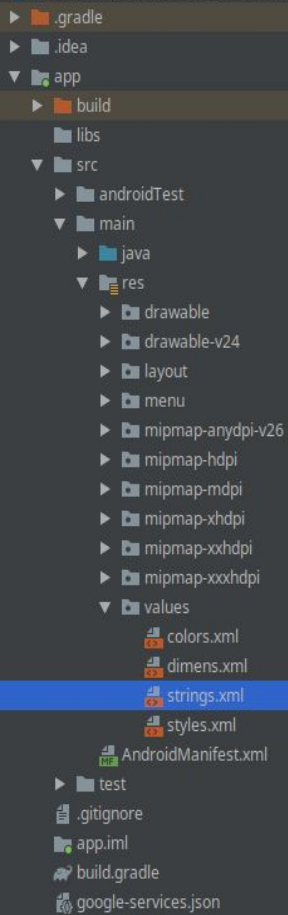 .gradle
.idea
app
build
libs
src
androidTest
main
java
res
drawable
drawable-v24
layout
menu
mipmap-anydpi-v26
mipmap-hdpi
mipmap-mdpi
mipmap-xhdpi
mipmap-xxhdpi
mipmap-xxxhdpi
values
colors.xml
dimens.xml
strings.xml
styles.xml
MF AndroidManifest.xml
test
.gitignore
app.iml
build.gradle
google-services.json